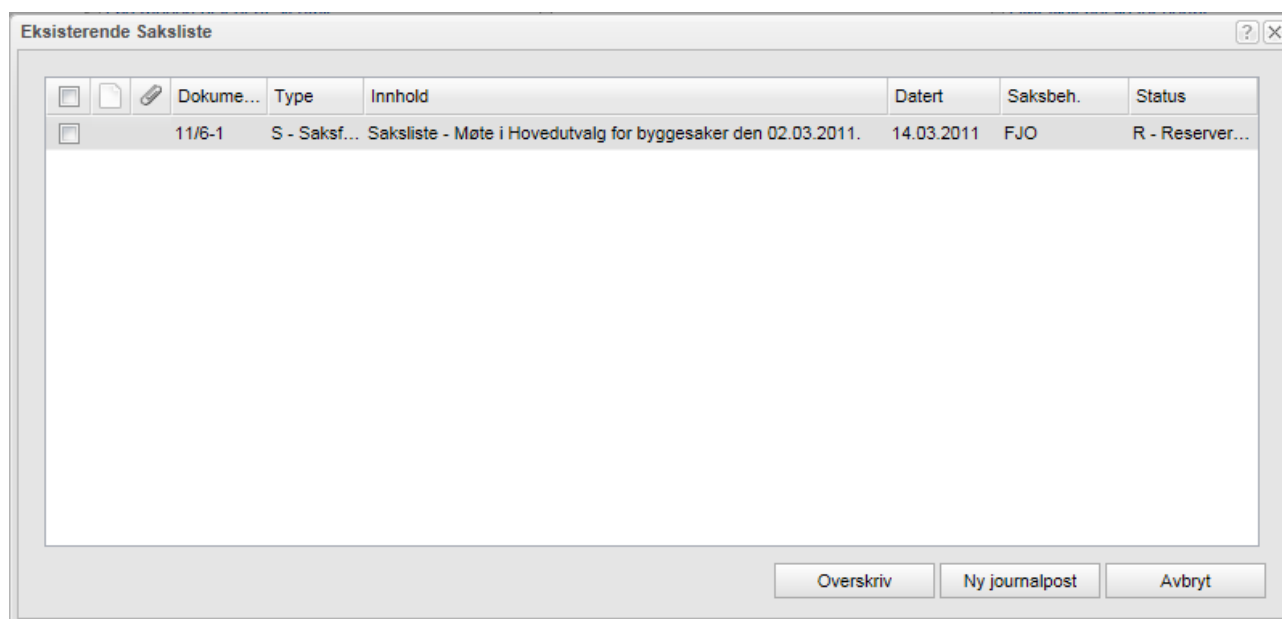 Eksisterende Saksliste
Dokume... Type Innhold Datert Saksbeh. Status
11/6-1 S - Saksf... Saksliste - Møte i Hovedutvalg for byggesaker den 02.03.2011. 14.03.2011 FJO R - Reserver...
Overskriv Ny journalpost Avbryt